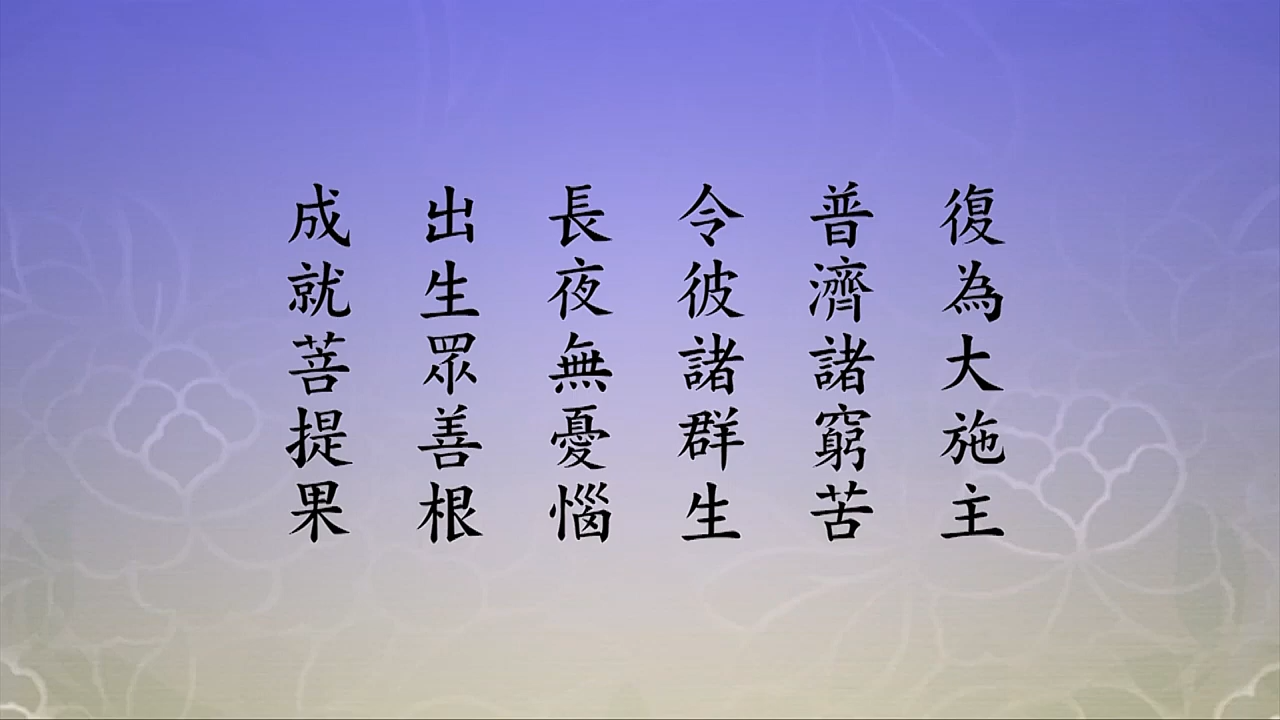 復為大施主
普濟諸窮苦
令彼諸群生
長夜無憂惱
出生眾善根
成就菩提果